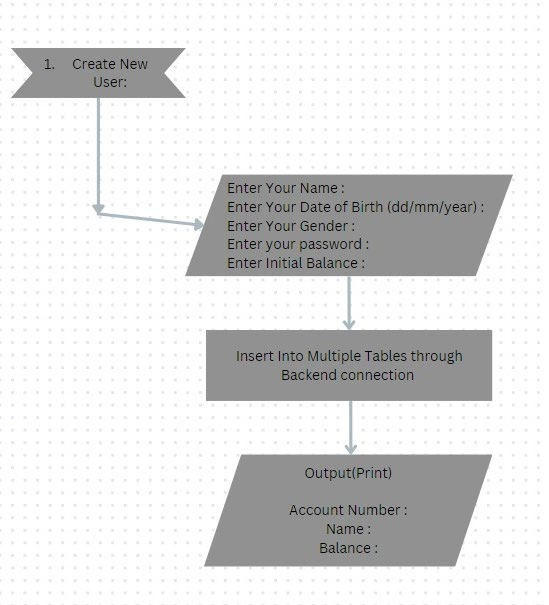 1. Create New
User:
Enter Your Name :
Enter Your Date of Birth (dd/mm/year) :
Enter Your Gender :
Enter your password :
Enter Initial Balance :
Insert Into Multiple Tables through
Backend connection
Output(Print)
Account Number :
Name :
Balance :